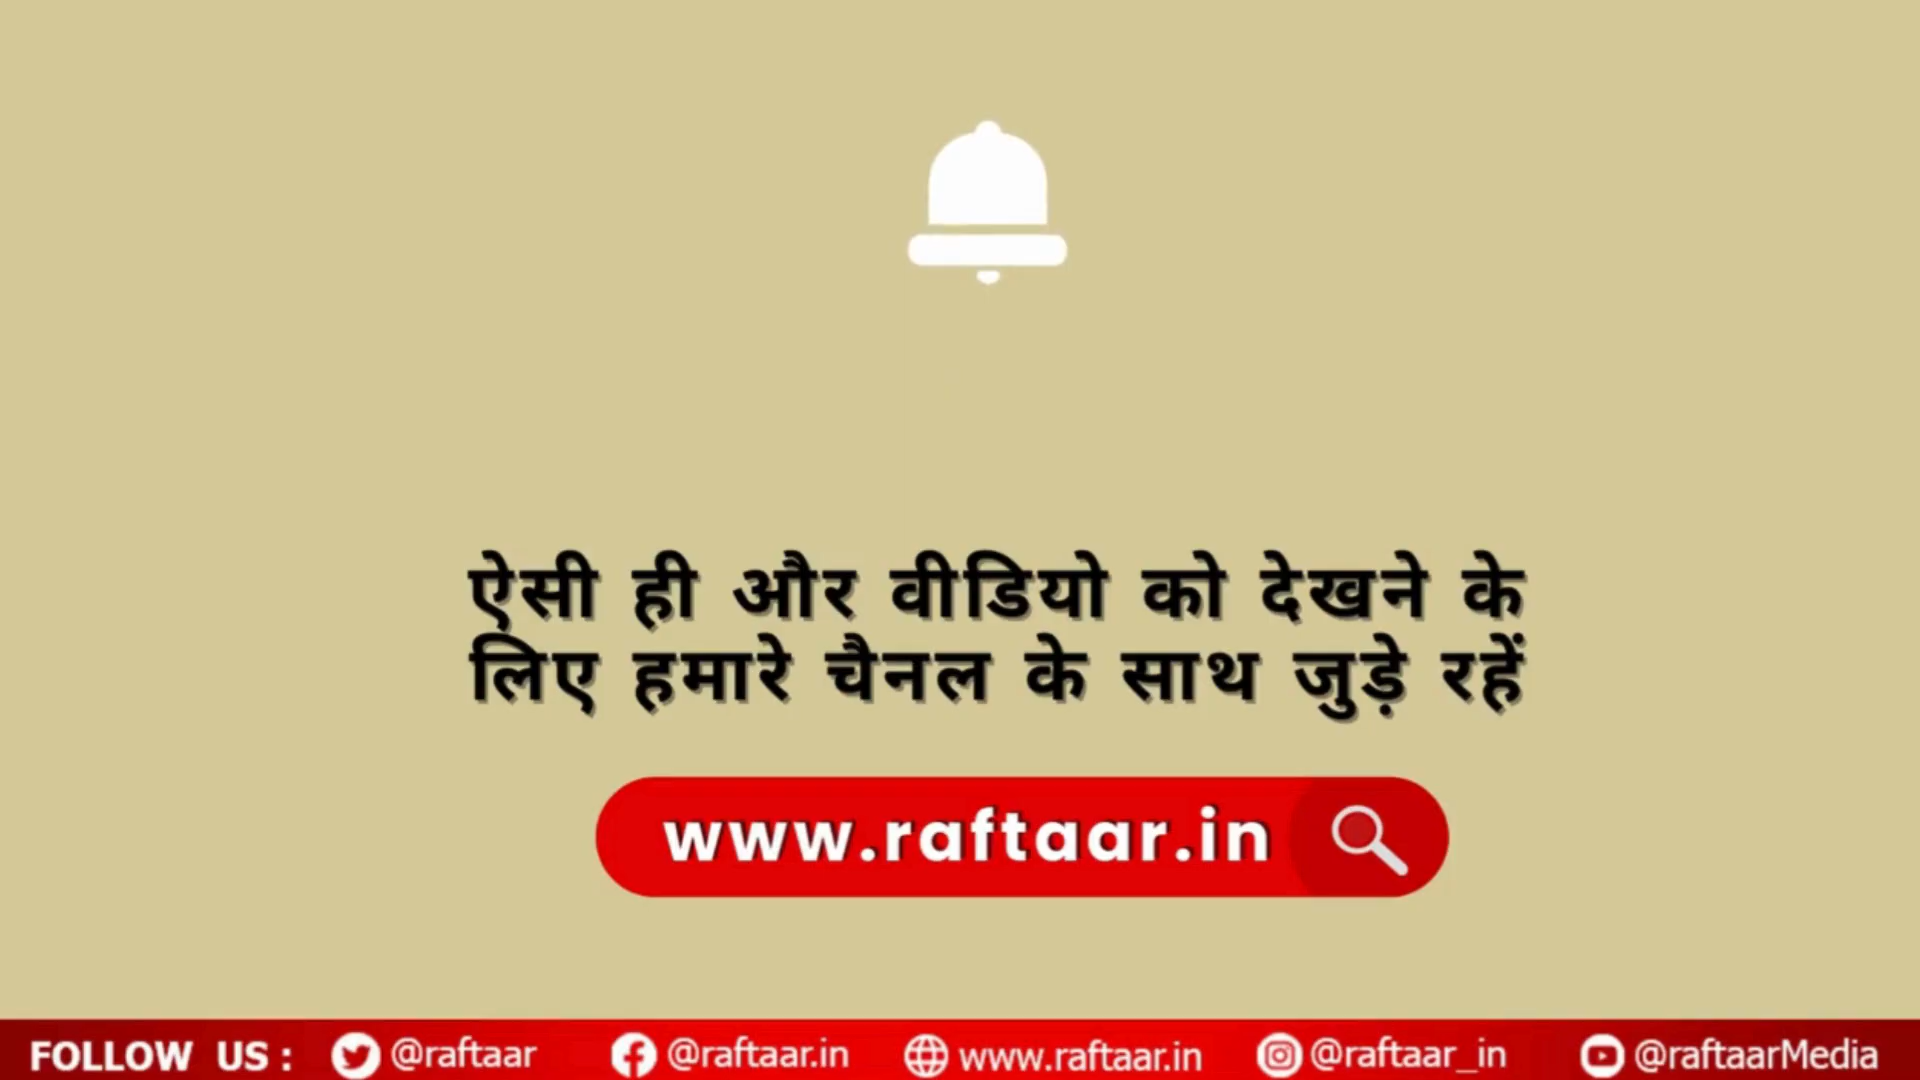 ऐसी ही और वीडियो को देखने के
लिए हमारे चैनल के साथ जुड़े रहें
www.raftaar.in
FOLLOW US : @raftaar @raftaar.in www.raftaar.in @raftaar_in @raftaarMedia